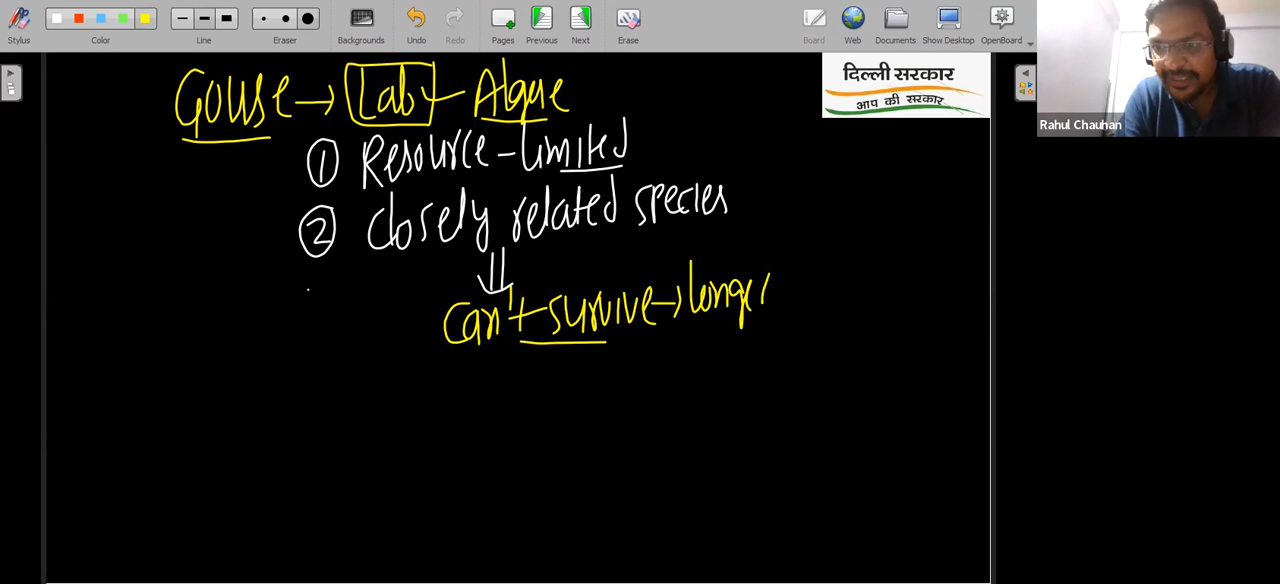 Stylus Color Line Eraser Backgrounds Undo Redo Pages Previous Next Erase Board Web Documents Show Desktop OpenBoard
Gouse → Lab - Algae
दिल्ली सरकार
आप की सरकार
Rahul Chauhan
① Resource - limited
② Closely related species
⇓
Can't survive → longer